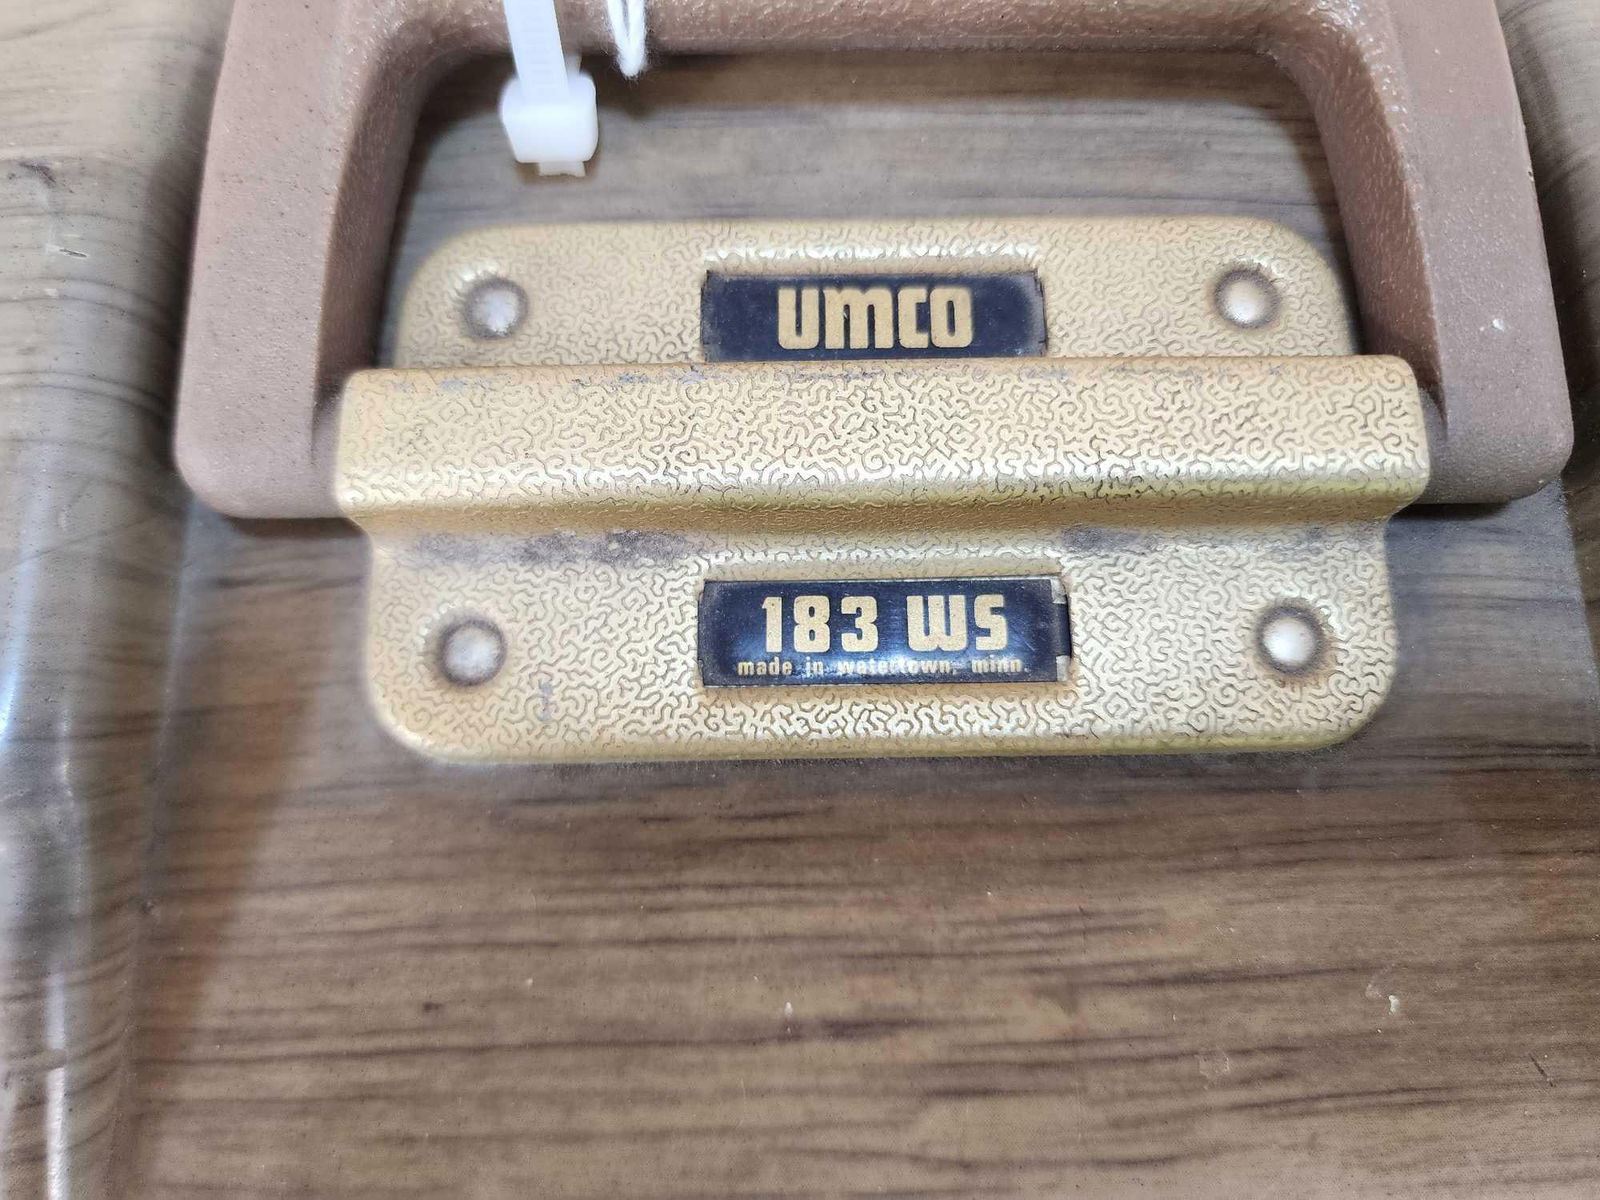 UMCO
183 WS
made in watertown, minn.